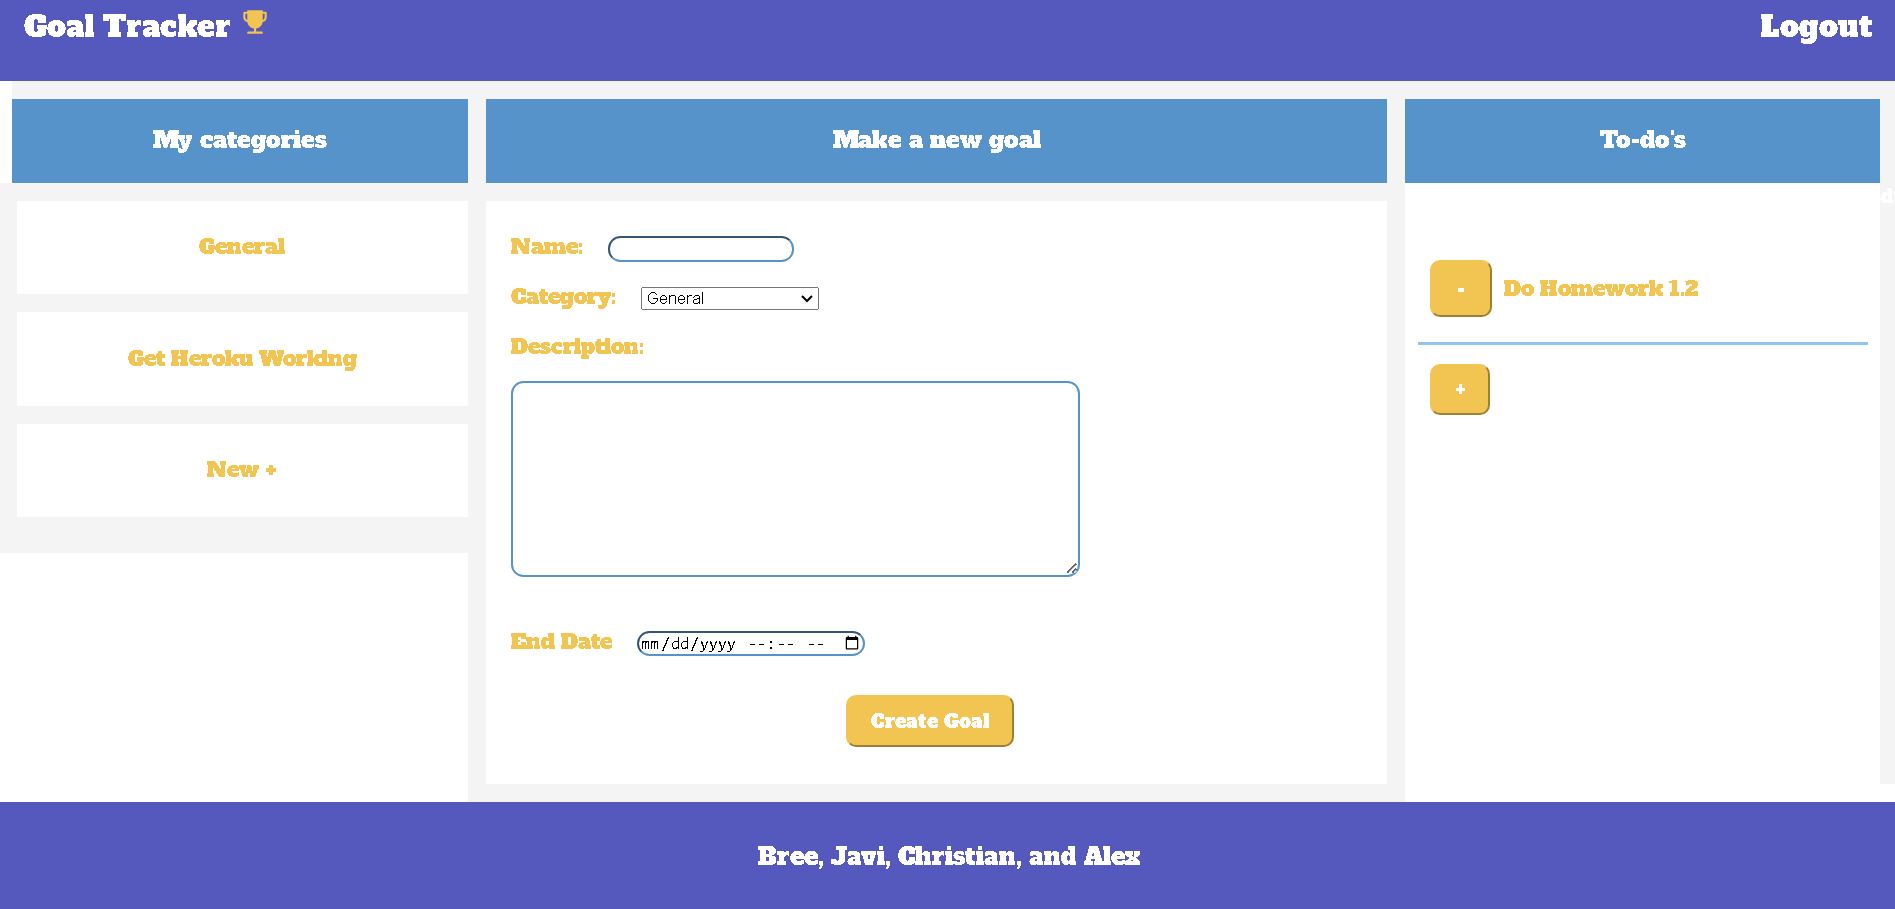 Goal Tracker
Logout
My categories
General
Get Heroku Working
New +
Make a new goal
Name:
Category: General
Description:
End Date mm/dd/yyyy --:-- --
Create Goal
To-do's
d
- Do Homework 1.2
+
Bree, Javi, Christian, and Alex